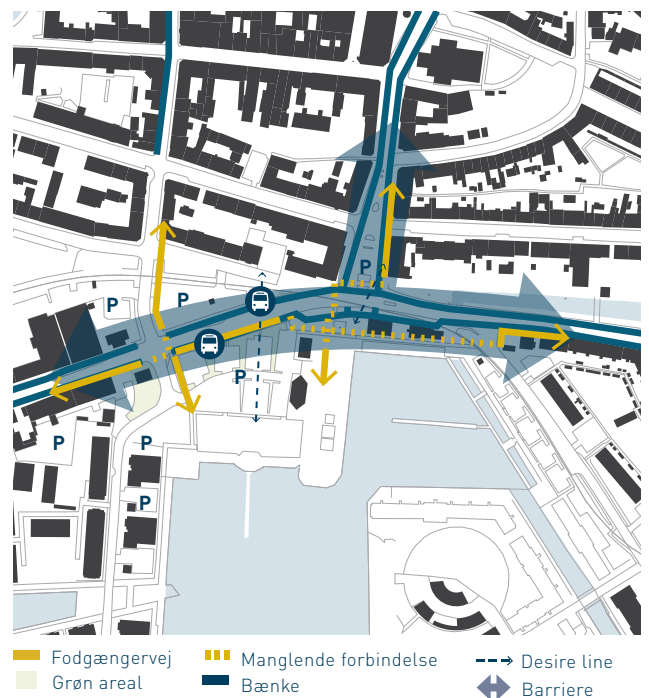 P
P
P
P
P
P
P
Fodgængervej
Manglende forbindelse
Desire line
Grøn areal
Bænke
Barriere